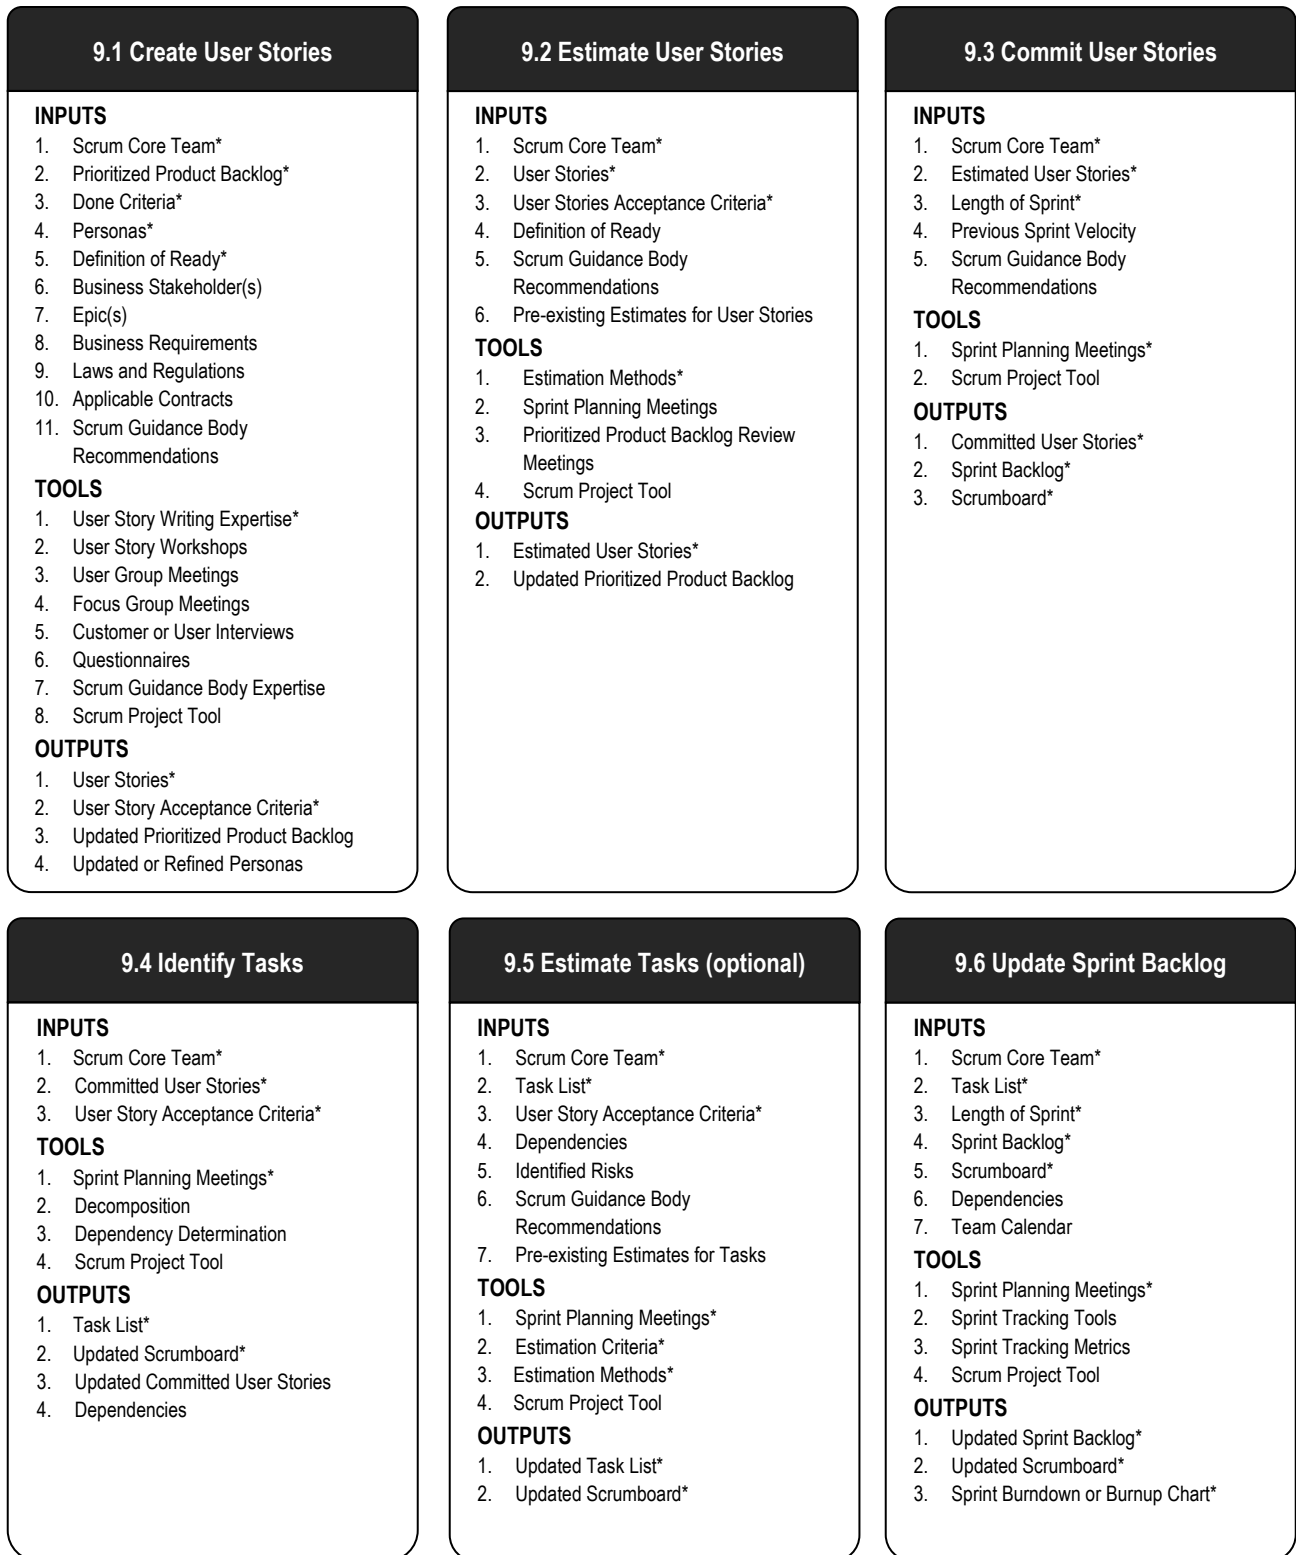 9.1 Create User Stories
INPUTS
1. Scrum Core Team*
2. Prioritized Product Backlog*
3. Done Criteria*
4. Personas*
5. Definition of Ready*
6. Business Stakeholder(s)
7. Epic(s)
8. Business Requirements
9. Laws and Regulations
10. Applicable Contracts
11. Scrum Guidance Body
Recommendations
TOOLS
1. User Story Writing Expertise*
2. User Story Workshops
3. User Group Meetings
4. Focus Group Meetings
5. Customer or User Interviews
6. Questionnaires
7. Scrum Guidance Body Expertise
8. Scrum Project Tool
OUTPUTS
1. User Stories*
2. User Story Acceptance Criteria*
3. Updated Prioritized Product Backlog
4. Updated or Refined Personas
9.2 Estimate User Stories
INPUTS
1. Scrum Core Team*
2. User Stories*
3. User Stories Acceptance Criteria*
4. Definition of Ready
5. Scrum Guidance Body
Recommendations
6. Pre-existing Estimates for User Stories
TOOLS
1. Estimation Methods*
2. Sprint Planning Meetings
3. Prioritized Product Backlog Review
Meetings
4. Scrum Project Tool
OUTPUTS
1. Estimated User Stories*
2. Updated Prioritized Product Backlog
9.3 Commit User Stories
INPUTS
1. Scrum Core Team*
2. Estimated User Stories*
3. Length of Sprint*
4. Previous Sprint Velocity
5. Scrum Guidance Body
Recommendations
TOOLS
1. Sprint Planning Meetings*
2. Scrum Project Tool
OUTPUTS
1. Committed User Stories*
2. Sprint Backlog*
3. Scrumboard*
9.4 Identify Tasks
INPUTS
1. Scrum Core Team*
2. Committed User Stories*
3. User Story Acceptance Criteria*
TOOLS
1. Sprint Planning Meetings*
2. Decomposition
3. Dependency Determination
4. Scrum Project Tool
OUTPUTS
1. Task List*
2. Updated Scrumboard*
3. Updated Committed User Stories
4. Dependencies
9.5 Estimate Tasks (optional)
INPUTS
1. Scrum Core Team*
2. Task List*
3. User Story Acceptance Criteria*
4. Dependencies
5. Identified Risks
6. Scrum Guidance Body
Recommendations
7. Pre-existing Estimates for Tasks
TOOLS
1. Sprint Planning Meetings*
2. Estimation Criteria*
3. Estimation Methods*
4. Scrum Project Tool
OUTPUTS
1. Updated Task List*
2. Updated Scrumboard*
9.6 Update Sprint Backlog
INPUTS
1. Scrum Core Team*
2. Task List*
3. Length of Sprint*
4. Sprint Backlog*
5. Scrumboard*
6. Dependencies
7. Team Calendar
TOOLS
1. Sprint Planning Meetings*
2. Sprint Tracking Tools
3. Sprint Tracking Metrics
4. Scrum Project Tool
OUTPUTS
1. Updated Sprint Backlog*
2. Updated Scrumboard*
3. Sprint Burndown or Burnup Chart*